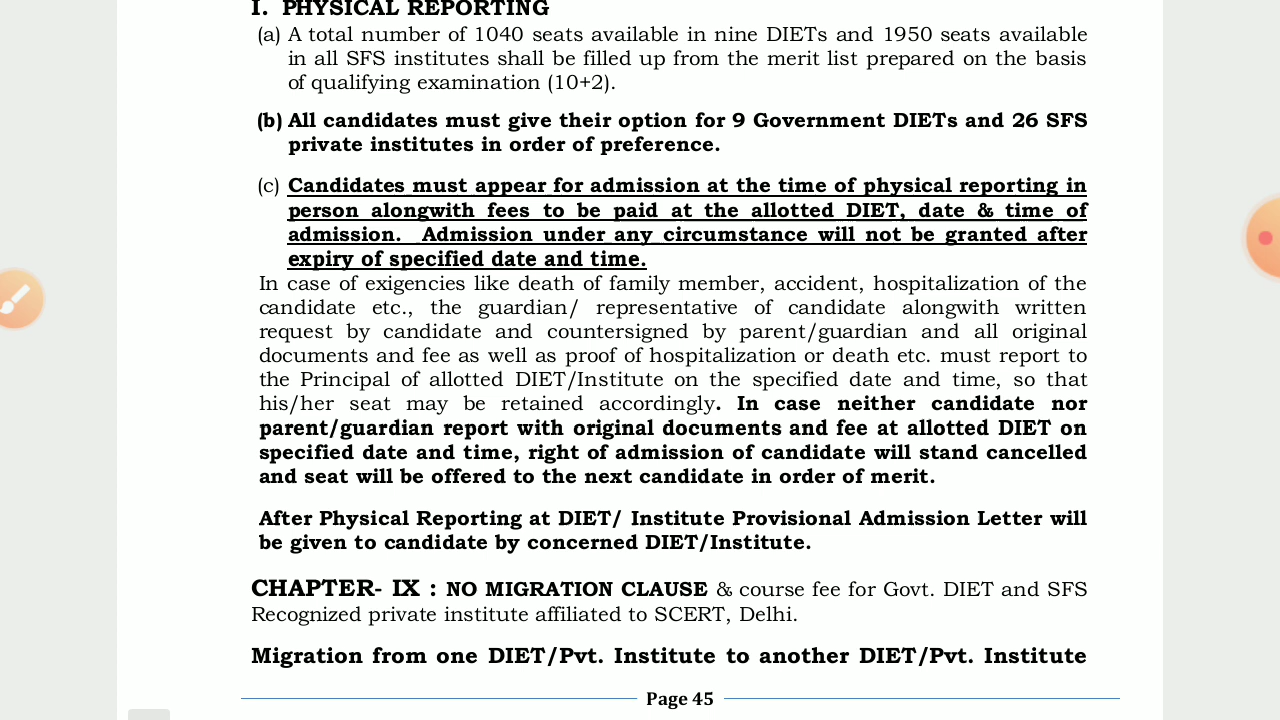 I. PHYSICAL REPORTING
(a) A total number of 1040 seats available in nine DIETs and 1950 seats available
in all SFS institutes shall be filled up from the merit list prepared on the basis
of qualifying examination (10+2).
(b) All candidates must give their option for 9 Government DIETs and 26 SFS
private institutes in order of preference.
(c) Candidates must appear for admission at the time of physical reporting in
person alongwith fees to be paid at the allotted DIET, date & time of
admission. Admission under any circumstance will not be granted after
expiry of specified date and time.
In case of exigencies like death of family member, accident, hospitalization of the
candidate etc., the guardian/ representative of candidate alongwith written
request by candidate and countersigned by parent/guardian and all original
documents and fee as well as proof of hospitalization or death etc. must report to
the Principal of allotted DIET/Institute on the specified date and time, so that
his/her seat may be retained accordingly. In case neither candidate nor
parent/guardian report with original documents and fee at allotted DIET on
specified date and time, right of admission of candidate will stand cancelled
and seat will be offered to the next candidate in order of merit.
After Physical Reporting at DIET/ Institute Provisional Admission Letter will
be given to candidate by concerned DIET/Institute.
CHAPTER- IX : NO MIGRATION CLAUSE & course fee for Govt. DIET and SFS
Recognized private institute affiliated to SCERT, Delhi.
Migration from one DIET/Pvt. Institute to another DIET/Pvt. Institute
Page 45